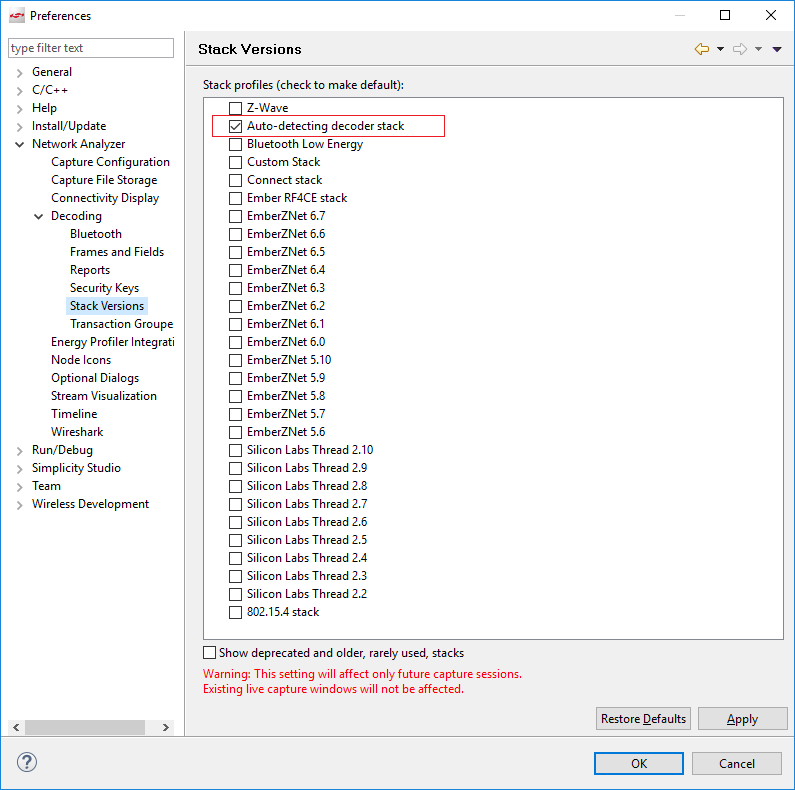 Preferences
type filter text
General
C/C++
Help
Install/Update
Network Analyzer
Capture Configuration
Capture File Storage
Connectivity Display
Decoding
Bluetooth
Frames and Fields
Reports
Security Keys
Stack Versions
Transaction Groupe
Energy Profiler Integrati
Node Icons
Optional Dialogs
Stream Visualization
Timeline
Wireshark
Run/Debug
Simplicity Studio
Team
Wireless Development
Stack Versions
Stack profiles (check to make default):
Z-Wave
Auto-detecting decoder stack
Bluetooth Low Energy
Custom Stack
Connect stack
Ember RF4CE stack
EmberZNet 6.7
EmberZNet 6.6
EmberZNet 6.5
EmberZNet 6.4
EmberZNet 6.3
EmberZNet 6.2
EmberZNet 6.1
EmberZNet 6.0
EmberZNet 5.10
EmberZNet 5.9
EmberZNet 5.8
EmberZNet 5.7
EmberZNet 5.6
Silicon Labs Thread 2.10
Silicon Labs Thread 2.9
Silicon Labs Thread 2.8
Silicon Labs Thread 2.7
Silicon Labs Thread 2.6
Silicon Labs Thread 2.5
Silicon Labs Thread 2.4
Silicon Labs Thread 2.3
Silicon Labs Thread 2.2
802.15.4 stack
Show deprecated and older, rarely used, stacks
Warning: This setting will affect only future capture sessions.
Existing live capture windows will not be affected.
Restore Defaults
Apply
?
OK
Cancel